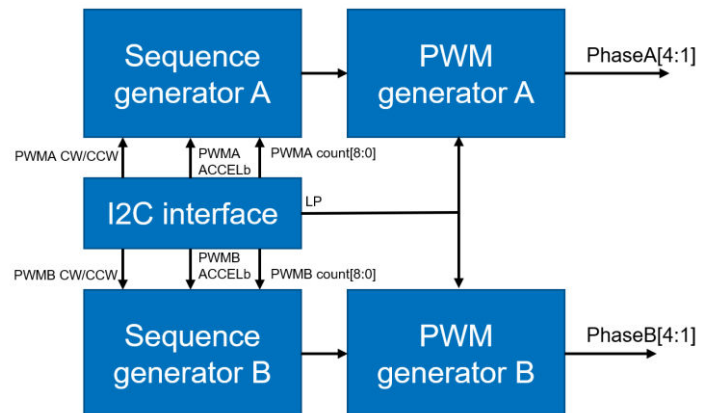 Sequence
generator A
PWM
generator A
PhaseA[4:1]
PWMA CW/CCW
PWMA
ACCELb
PWMA count[8:0]
I2C interface
LP
PWMB CW/CCW
PWMB
ACCELb
PWMB count[8:0]
Sequence
generator B
PWM
generator B
PhaseB[4:1]